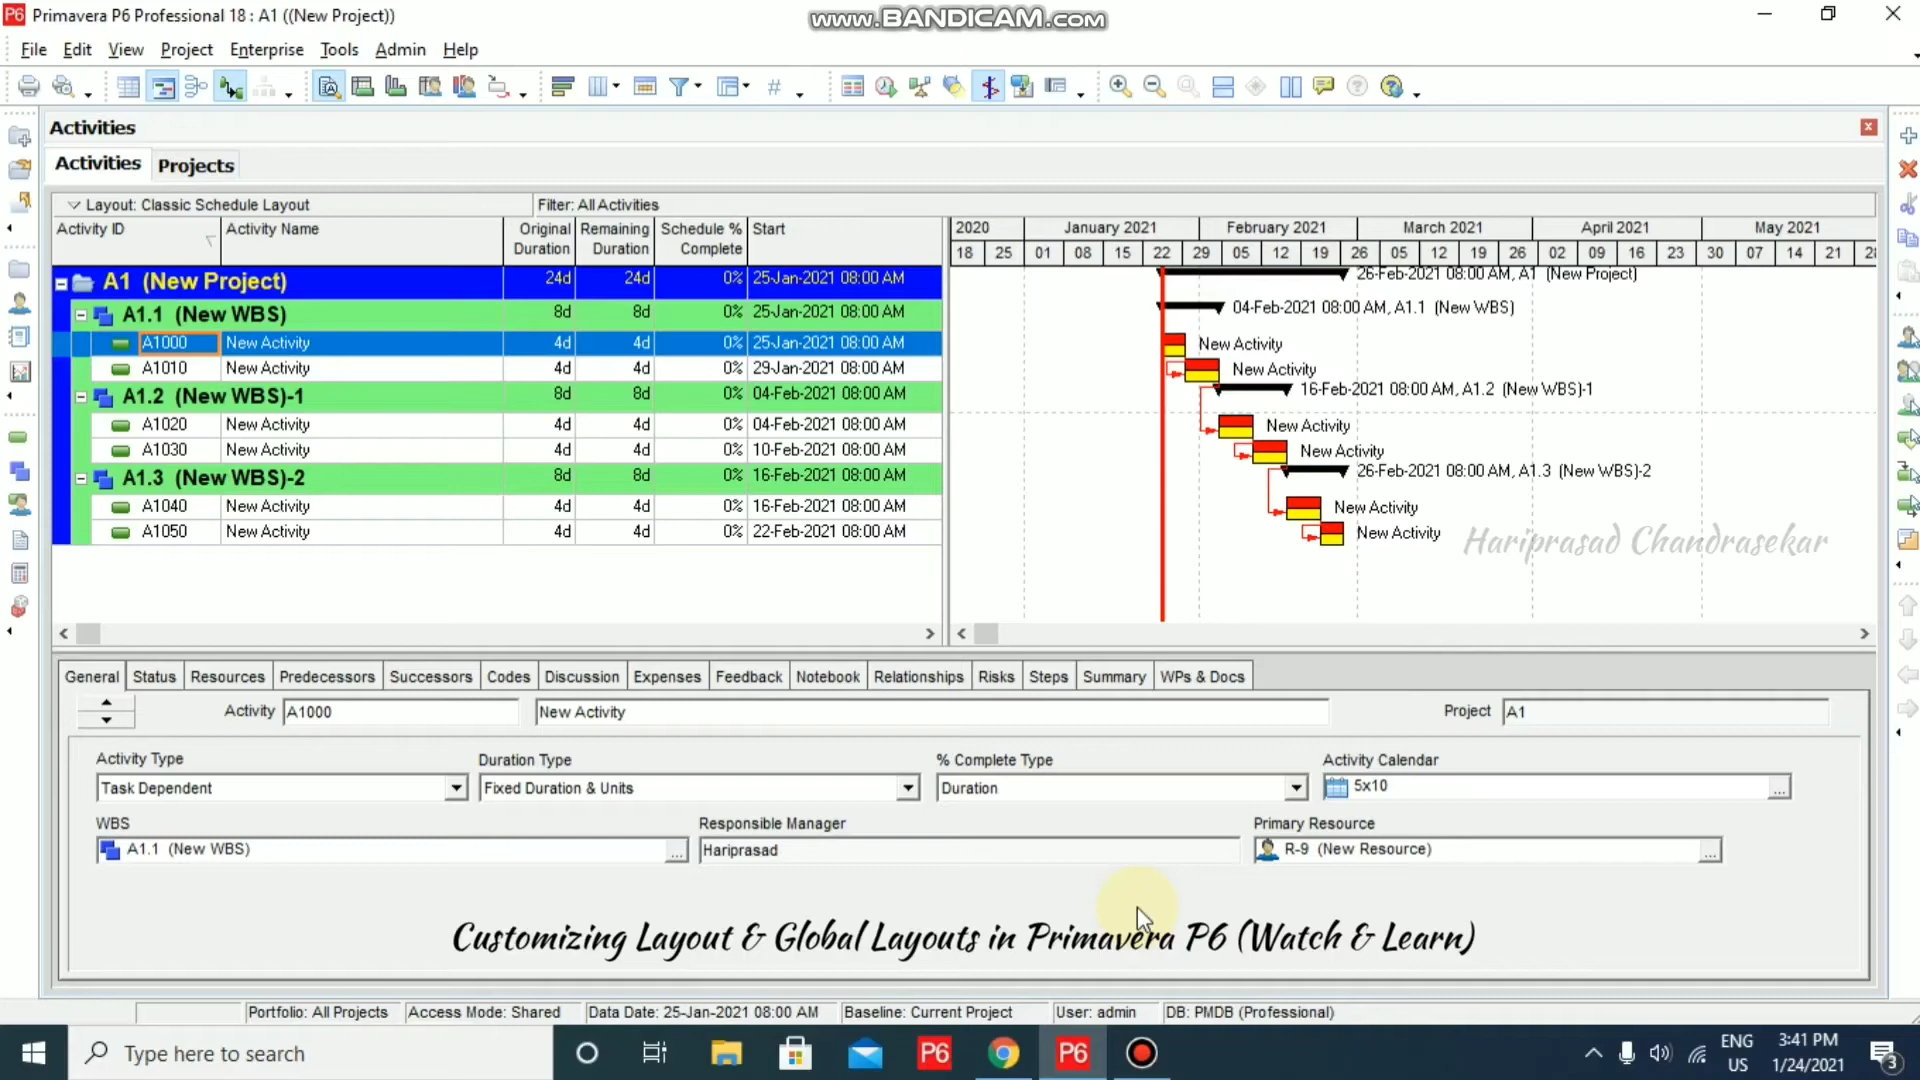 P6 Primavera P6 Professional 18 : A1 ((New Project))
www.BANDICAM.com
File Edit View Project Enterprise Tools Admin Help
Activities
Activities Projects
Layout: Classic Schedule Layout Filter: All Activities
Activity ID Activity Name Original Duration Remaining Duration Schedule % Complete Start
2020 January 2021 February 2021 March 2021 April 2021 May 2021
18 25 01 08 15 22 29 05 12 19 26 05 12 19 26 02 09 16 23 30 07 14 21
A1 (New Project) 24d 24d 0% 25-Jan-2021 08:00 AM 26-Feb-2021 08:00 AM, A1 (New Project)
A1.1 (New WBS) 8d 8d 0% 25-Jan-2021 08:00 AM 04-Feb-2021 08:00 AM, A1.1 (New WBS)
A1000 New Activity 4d 4d 0% 25-Jan-2021 08:00 AM New Activity
A1010 New Activity 4d 4d 0% 29-Jan-2021 08:00 AM New Activity
A1.2 (New WBS)-1 8d 8d 0% 04-Feb-2021 08:00 AM 16-Feb-2021 08:00 AM, A1.2 (New WBS)-1
A1020 New Activity 4d 4d 0% 04-Feb-2021 08:00 AM New Activity
A1030 New Activity 4d 4d 0% 10-Feb-2021 08:00 AM New Activity
A1.3 (New WBS)-2 8d 8d 0% 16-Feb-2021 08:00 AM 26-Feb-2021 08:00 AM, A1.3 (New WBS)-2
A1040 New Activity 4d 4d 0% 16-Feb-2021 08:00 AM New Activity
A1050 New Activity 4d 4d 0% 22-Feb-2021 08:00 AM New Activity
Hariprasad Chandrasekar
General Status Resources Predecessors Successors Codes Discussion Expenses Feedback Notebook Relationships Risks Steps Summary WPs & Docs
Activity A1000 New Activity Project A1
Activity Type Duration Type % Complete Type Activity Calendar
Task Dependent Fixed Duration & Units Duration 5x10
WBS Responsible Manager Primary Resource
A1.1 (New WBS) Hariprasad R-9 (New Resource)
Customizing Layout & Global Layouts in Primavera P6 (Watch & Learn)
Portfolio: All Projects Access Mode: Shared Data Date: 25-Jan-2021 08:00 AM Baseline: Current Project User: admin DB: PMDB (Professional)
Type here to search P6 P6 ENG US 3:41 PM 1/24/2021 3